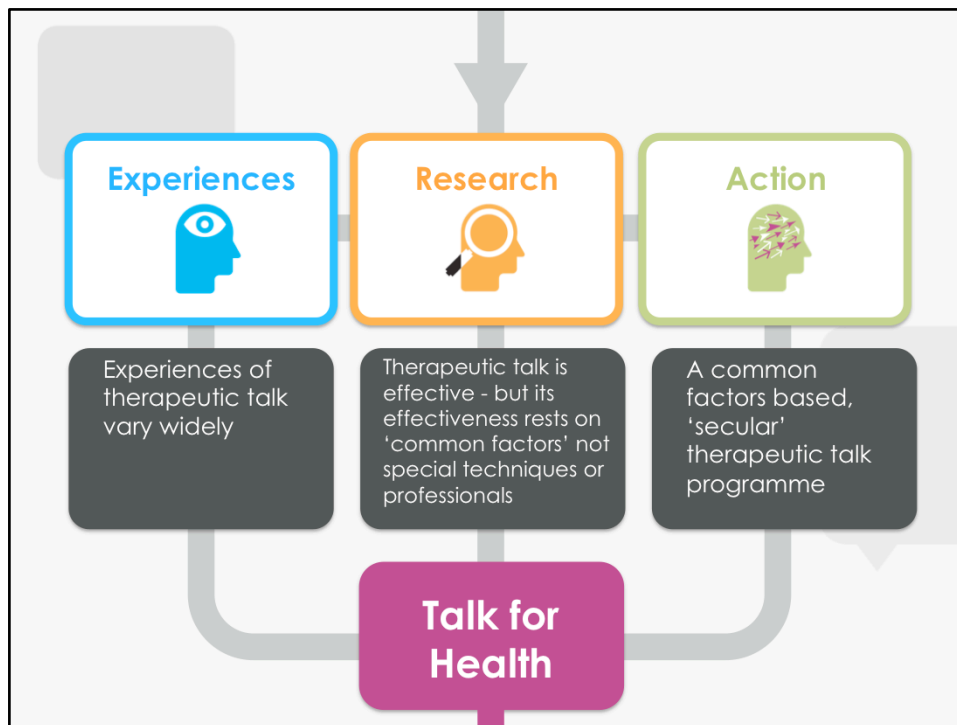 Experiences
Experiences of
therapeutic talk
vary widely
Research
Therapeutic talk is
effective - but its
effectiveness rests on
‘common factors’ not
special techniques or
professionals
Action
A common
factors based,
‘secular’
therapeutic talk
programme
Talk for
Health